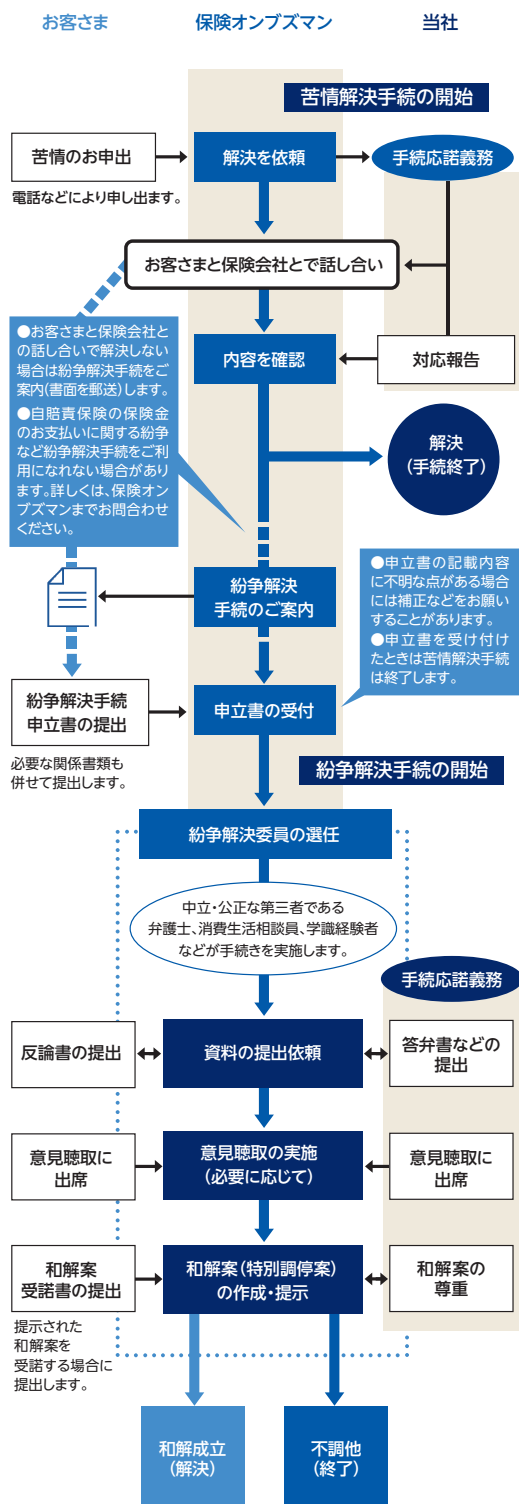 お客さま
保険オンブズマン
当社
苦情解決手続の開始
苦情のお申出
解決を依頼
手続応諾義務
電話などにより申し出ます。
お客さまと保険会社とで話し合い
●お客さまと保険会社と
の話し合いで解決しない
場合は紛争解決手続をご
案内(書面を郵送)します。
●自賠責保険の保険金
のお支払いに関する紛争
など紛争解決手続をご利
用になれない場合があり
ます。詳しくは、保険オン
ブズマンまでお問合わせ
ください。
内容を確認
対応報告
解決
(手続終了)
紛争解決
手続のご案内
●申立書の記載内容
に不明な点がある場合
には補正などをお願い
することがあります。
●申立書を受け付け
たときは苦情解決手続
は終了します。
紛争解決手続
申立書の提出
申立書の受付
必要な関係書類も
併せて提出します。
紛争解決手続の開始
紛争解決委員の選任
中立・公正な第三者である
弁護士、消費生活相談員、学識経験者
などが手続きを実施します。
手続応諾義務
反論書の提出
資料の提出依頼
答弁書などの
提出
意見聴取に
出席
意見聴取の実施
(必要に応じて)
意見聴取に
出席
和解案
受諾書の提出
和解案(特別調停案)
の作成・提示
和解案の
尊重
提示された
和解案を
受諾する場合に
提出します。
和解成立
(解決)
不調他
(終了)